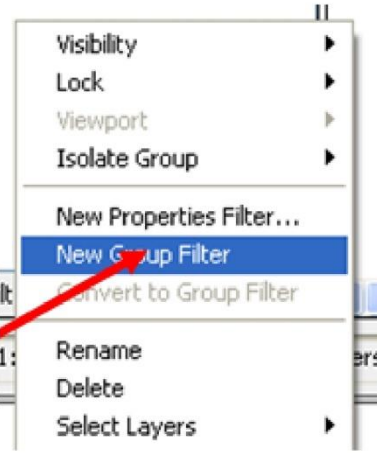 Visibility
Lock
Viewport
Isolate Group
New Properties Filter...
New Group Filter
Convert to Group Filter
Rename
Delete
Select Layers